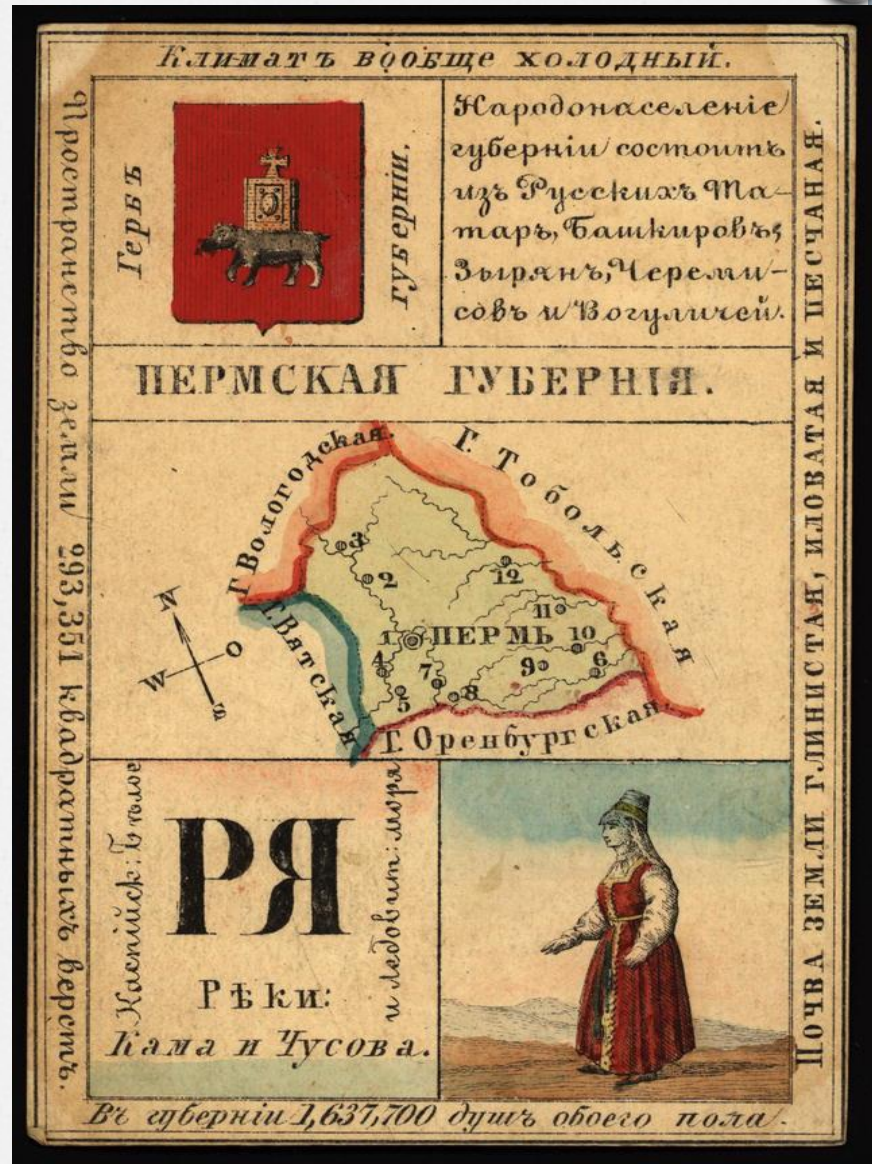 Климатъ вообще холодный.
Пространство земли 293,351 квадратныхъ верстъ.
Гербъ
губерніи.
Народонаселеніе
губерніи состоитъ
изъ Русскихъ Та-
таръ, Башкировъ,
Зырянъ, Череми-
совъ и Вогуличей.
ПЕРМСКАЯ ГУБЕРНІЯ.
Г. Вологодская.
Г. Тобольская
Г. Вятская
Г. Оренбургская.
N
O
W
S
3
2
12
11
1 ПЕРМЬ 10
4
7
9
6
5
8
Каспійск: Бѣлое
и ледовит: моря
РЯ
Рѣки:
Кама и Чусова.
Почва земли глинистая, иловатая и песчаная.
Въ губерніи 1,637,700 душъ обоего пола.